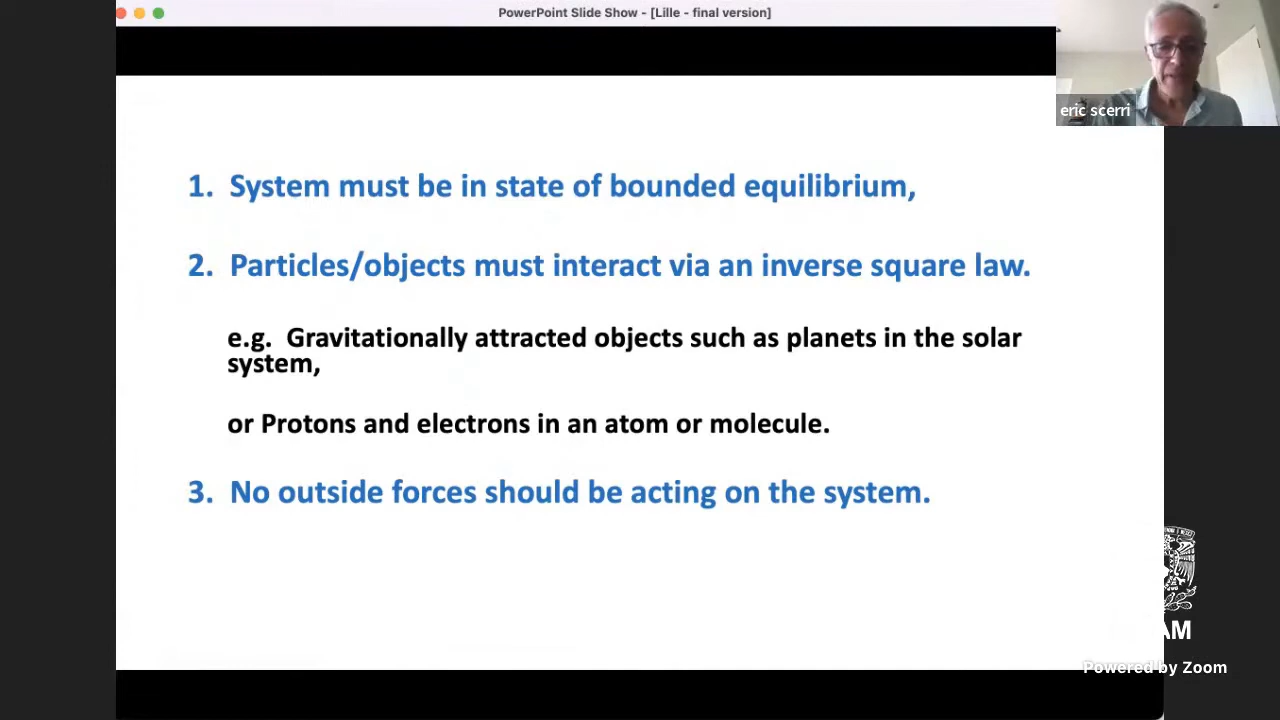 PowerPoint Slide Show - [Lille - final version]
eric scerri
1. System must be in state of bounded equilibrium,
2. Particles/objects must interact via an inverse square law.
e.g. Gravitationally attracted objects such as planets in the solar
system,
or Protons and electrons in an atom or molecule.
3. No outside forces should be acting on the system.
AM
Powered by Zoom